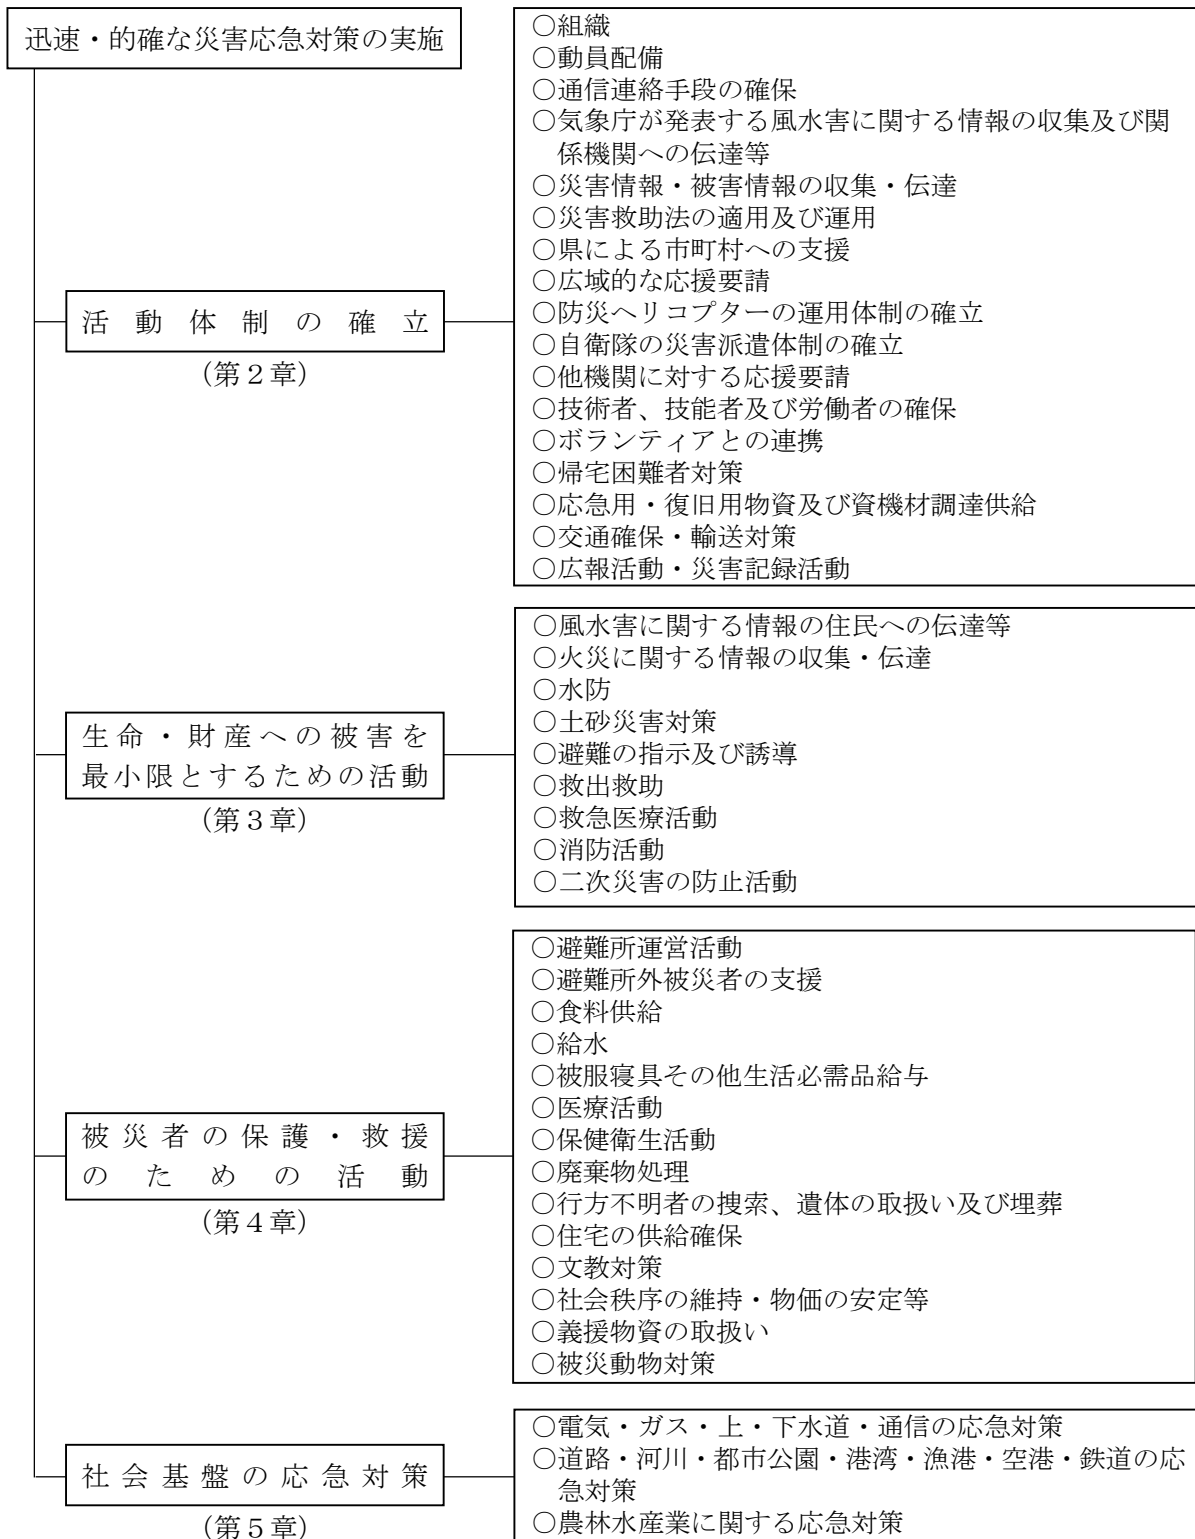 迅速・的確な災害応急対策の実施
活動体制の確立
（第２章）
○組織
○動員配備
○通信連絡手段の確保
○気象庁が発表する風水害に関する情報の収集及び関
係機関への伝達等
○災害情報・被害情報の収集・伝達
○災害救助法の適用及び運用
○県による市町村への支援
○広域的な応援要請
○防災ヘリコプターの運用体制の確立
○自衛隊の災害派遣体制の確立
○他機関に対する応援要請
○技術者、技能者及び労働者の確保
○ボランティアとの連携
○帰宅困難者対策
○応急用・復旧用物資及び資機材調達供給
○交通確保・輸送対策
○広報活動・災害記録活動
生命・財産への被害を
最小限とするための活動
（第３章）
○風水害に関する情報の住民への伝達等
○火災に関する情報の収集・伝達
○水防
○土砂災害対策
○避難の指示及び誘導
○救出救助
○救急医療活動
○消防活動
○二次災害の防止活動
被災者の保護・救援
のための活動
（第４章）
○避難所運営活動
○避難所外被災者の支援
○食料供給
○給水
○被服寝具その他生活必需品給与
○医療活動
○保健衛生活動
○廃棄物処理
○行方不明者の捜索、遺体の取扱い及び埋葬
○住宅の供給確保
○文教対策
○社会秩序の維持・物価の安定等
○義援物資の取扱い
○被災動物対策
社会基盤の応急対策
（第５章）
○電気・ガス・上・下水道・通信の応急対策
○道路・河川・都市公園・港湾・漁港・空港・鉄道の応
急対策
○農林水産業に関する応急対策